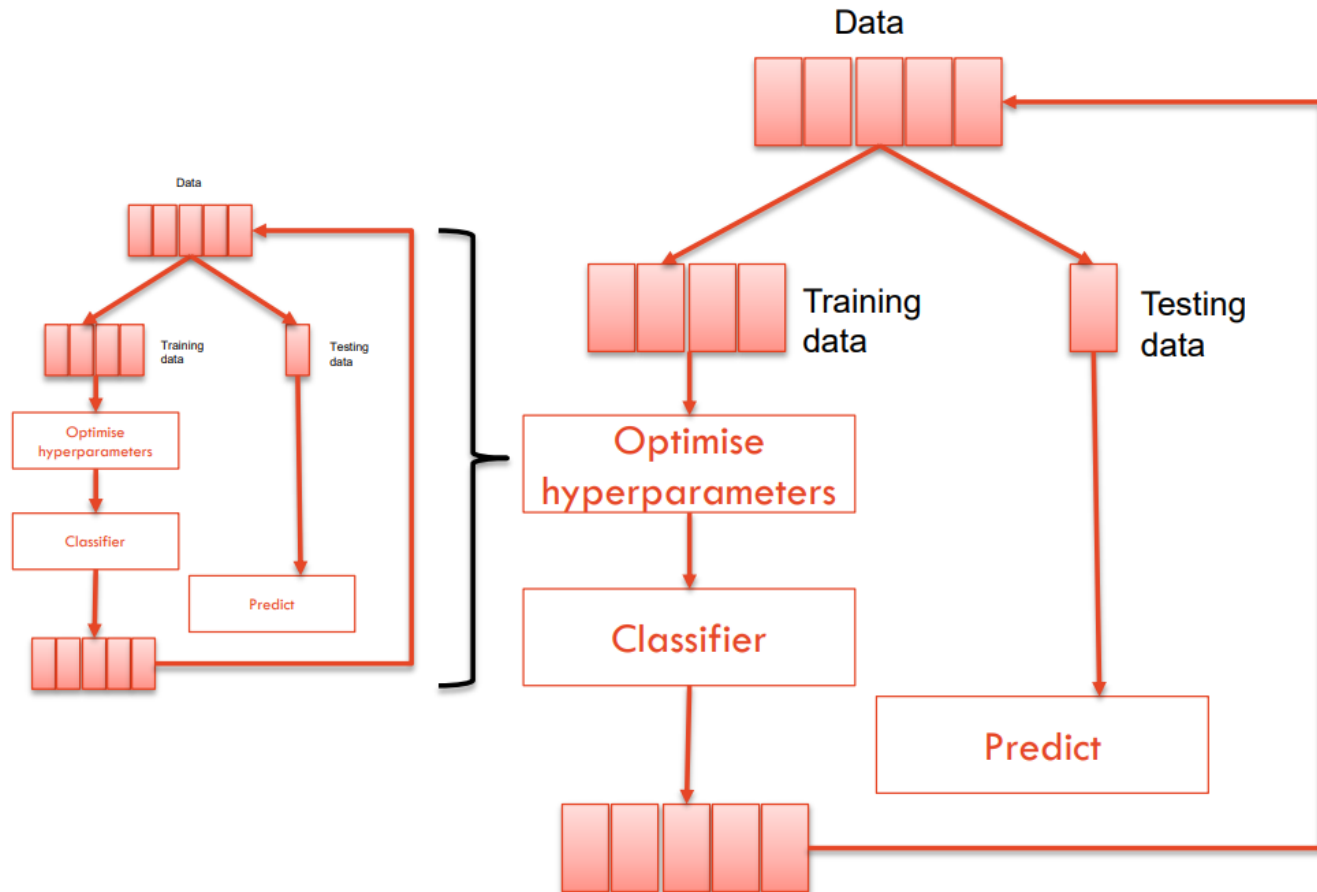 Data
Training
data
Testing
data
Optimise
hyperparameters
Classifier
Predict
Data
Training
data
Testing
data
Optimise
hyperparameters
Classifier
Predict